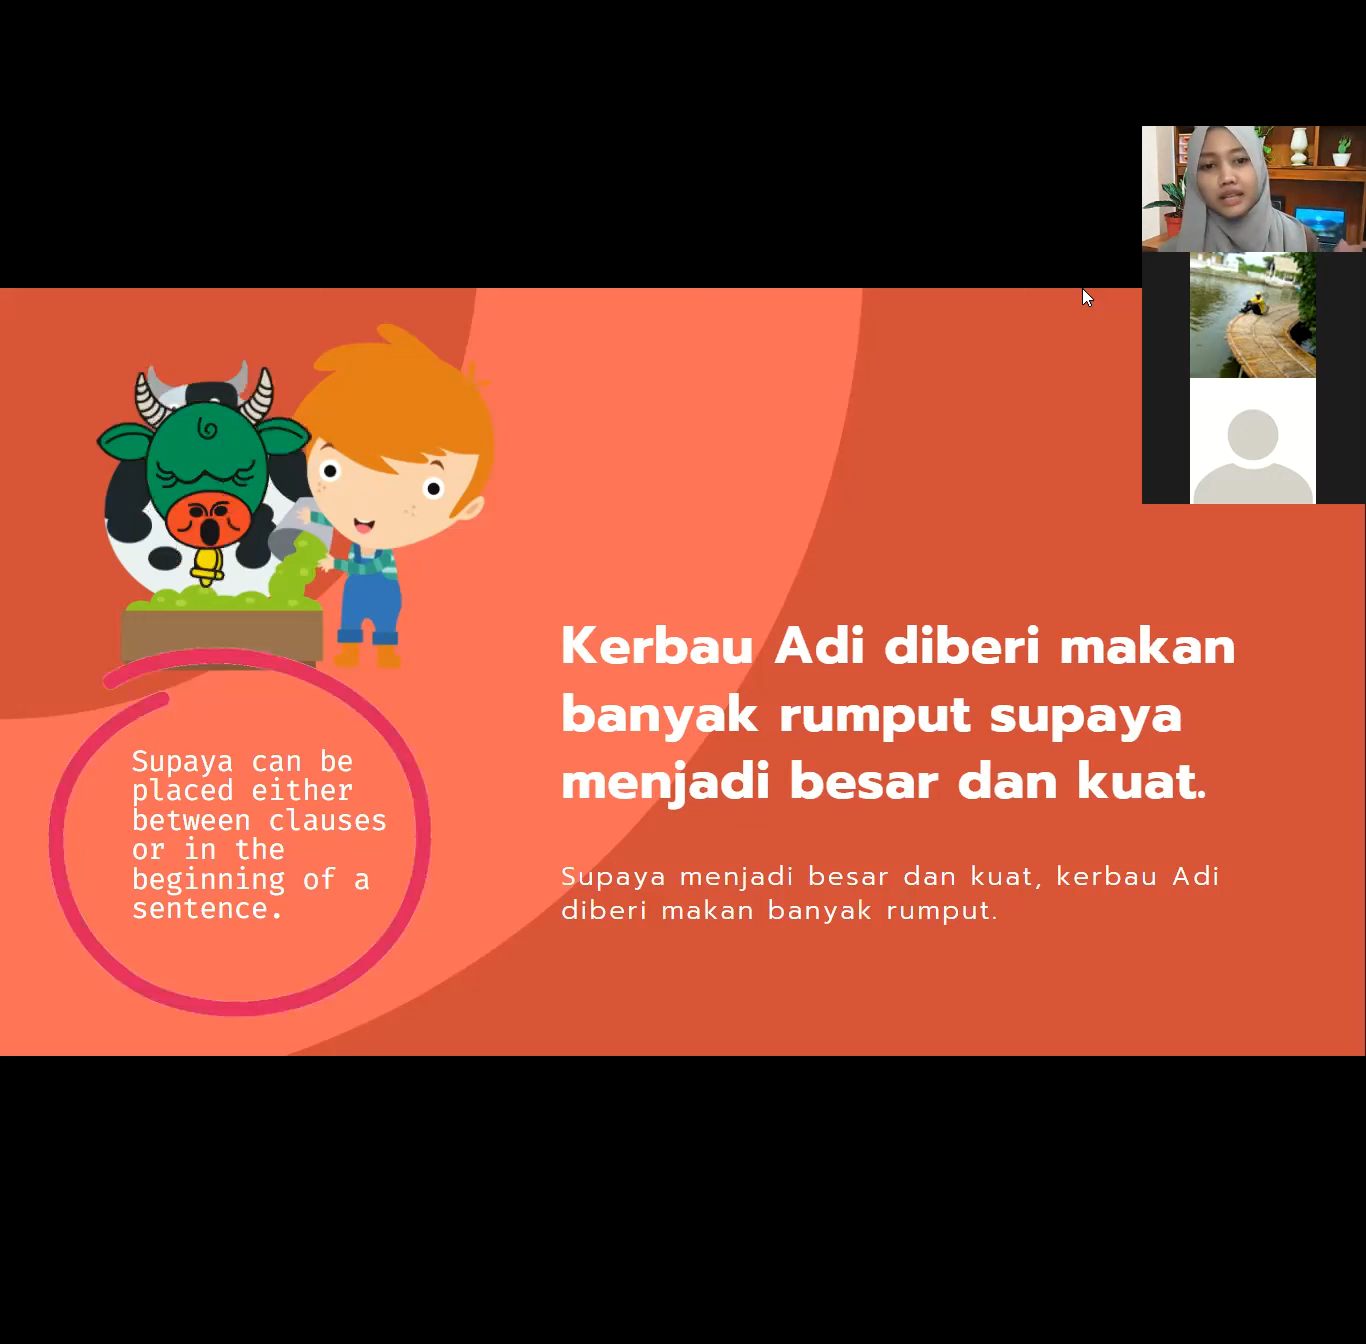 Kerbau Adi diberi makan
banyak rumput supaya
menjadi besar dan kuat.
Supaya menjadi besar dan kuat, kerbau Adi
diberi makan banyak rumput.
Supaya can be
placed either
between clauses
or in the
beginning of a
sentence.